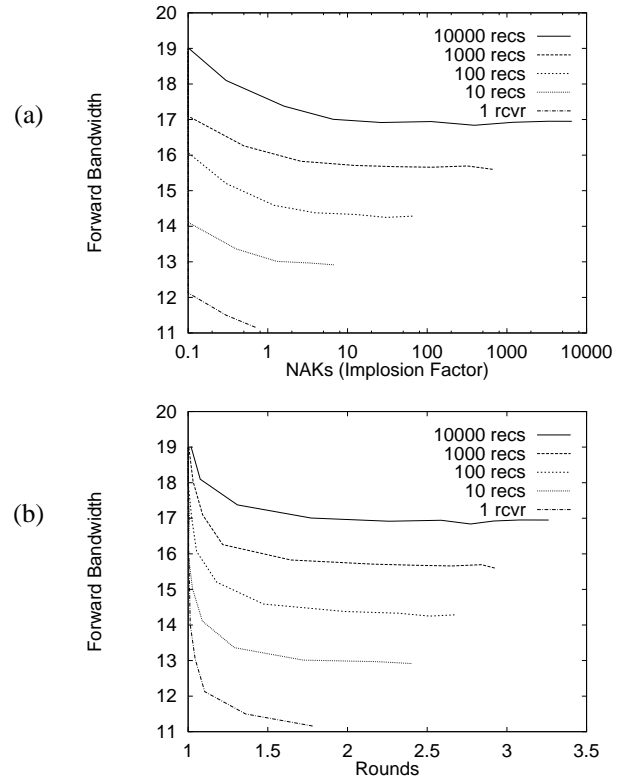 (a)
Forward Bandwidth
20
19
18
17
16
15
14
13
12
11
0.1 1 10 100 1000 10000
NAKs (Implosion Factor)
10000 recs
1000 recs
100 recs
10 recs
1 rcvr
(b)
Forward Bandwidth
20
19
18
17
16
15
14
13
12
11
1 1.5 2 2.5 3 3.5
Rounds
10000 recs
1000 recs
100 recs
10 recs
1 rcvr